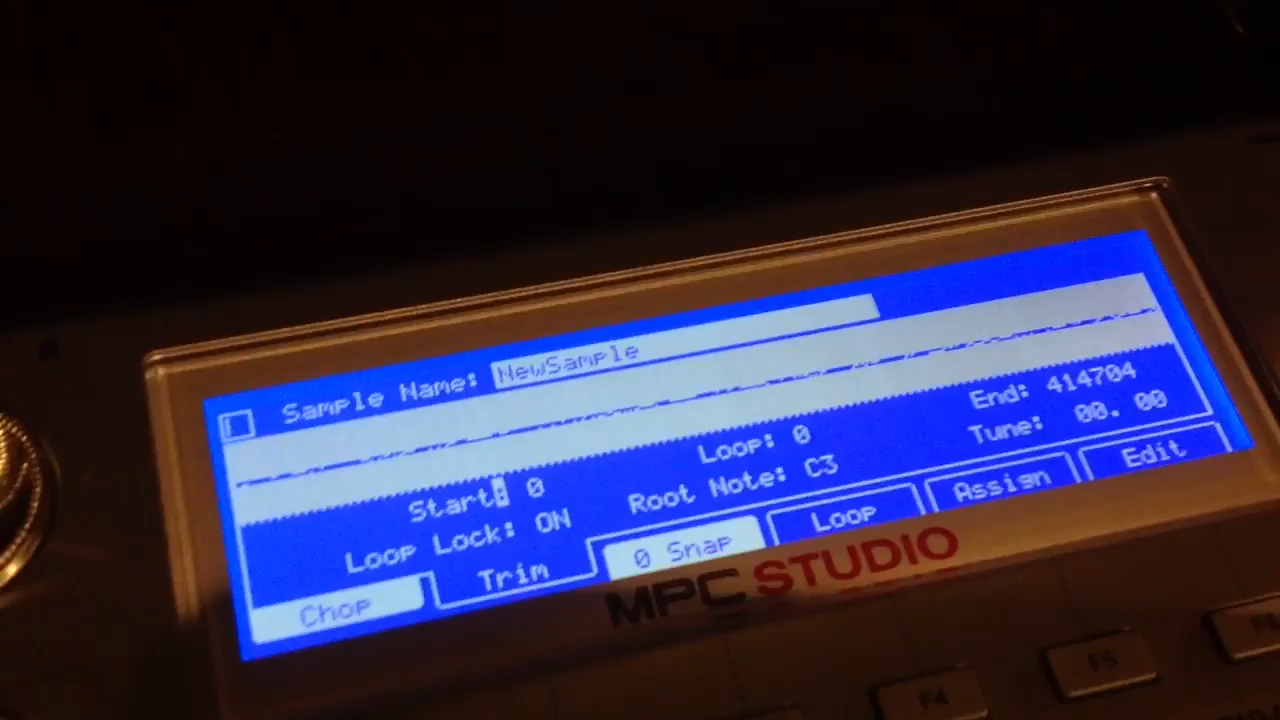 Sample Name: NewSample
Start: 0 Loop: 0 End: 414704
Loop Lock: ON Root Note: C3 Tune: 00.00
Chop Trim 0 Snap Loop Assign Edit
MPC STUDIO
F4 F5